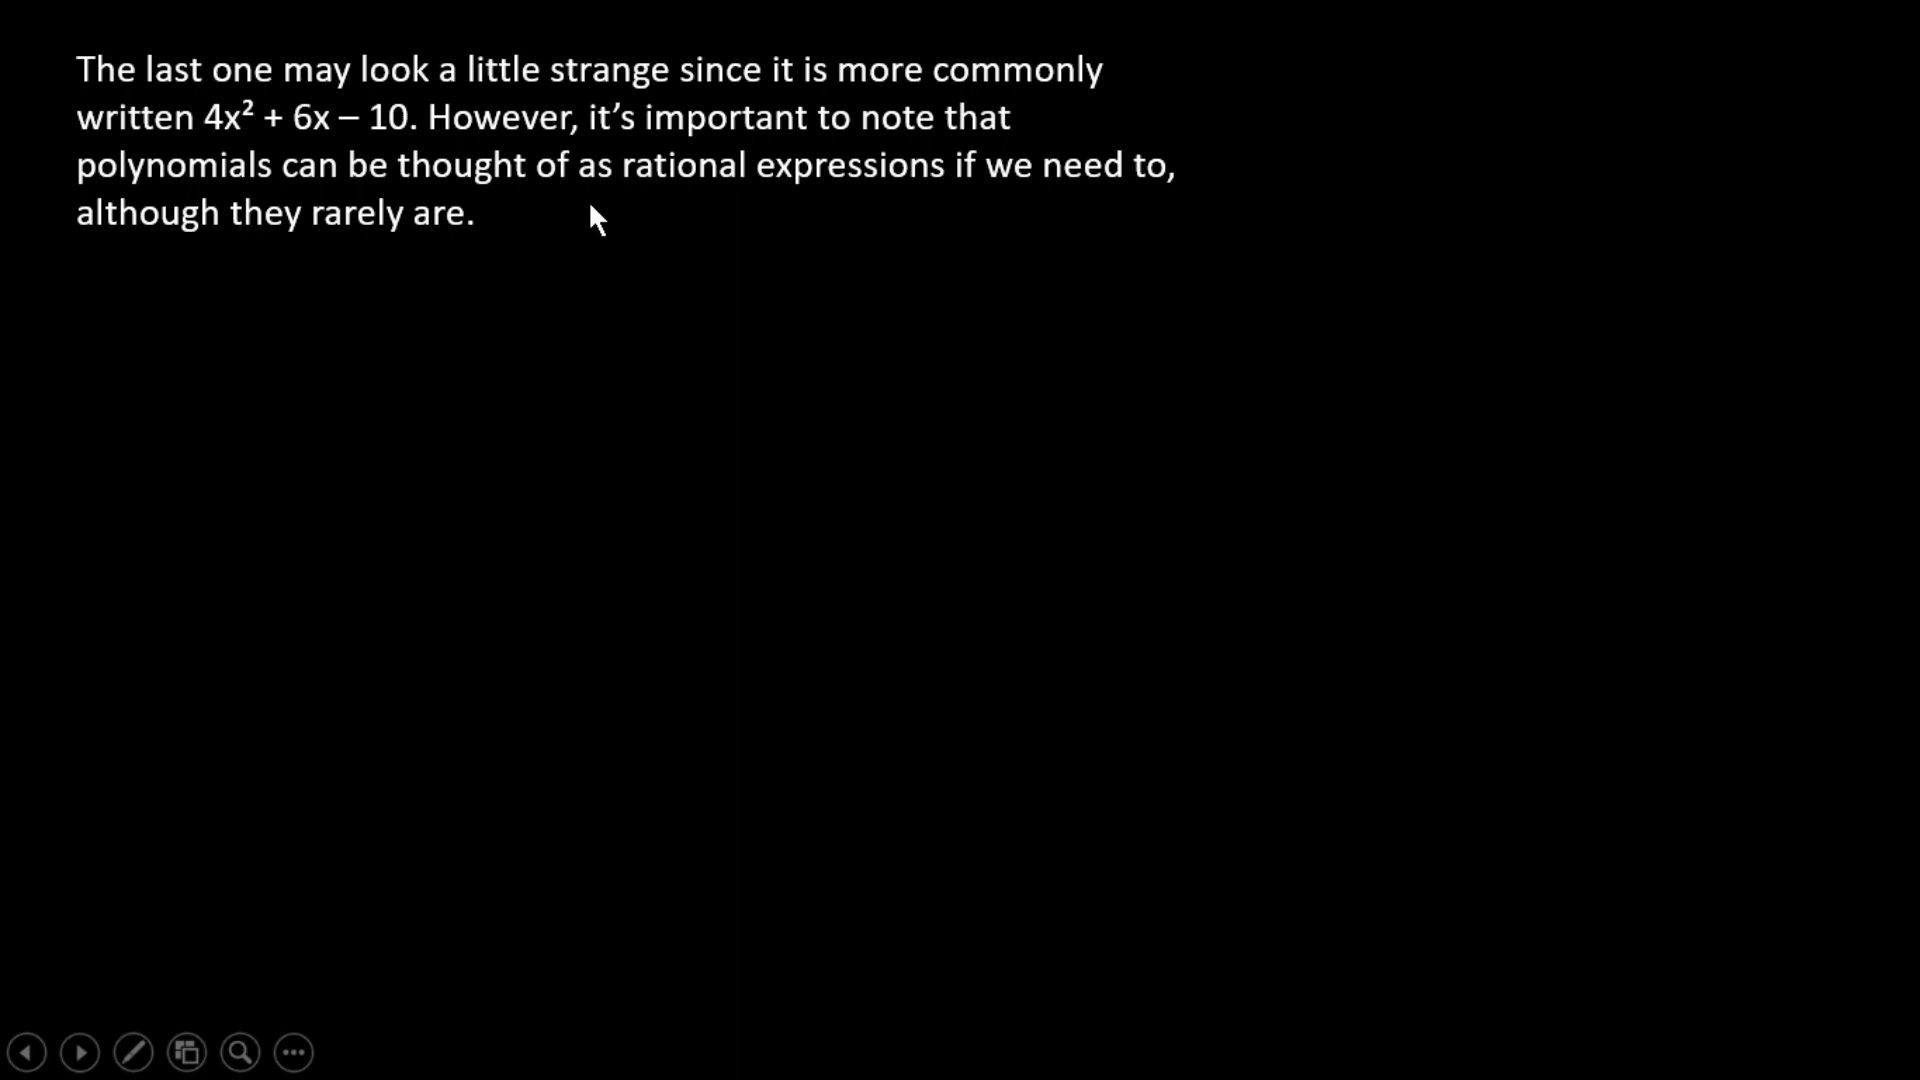 The last one may look a little strange since it is more commonly
written 4x² + 6x – 10. However, it’s important to note that
polynomials can be thought of as rational expressions if we need to,
although they rarely are.